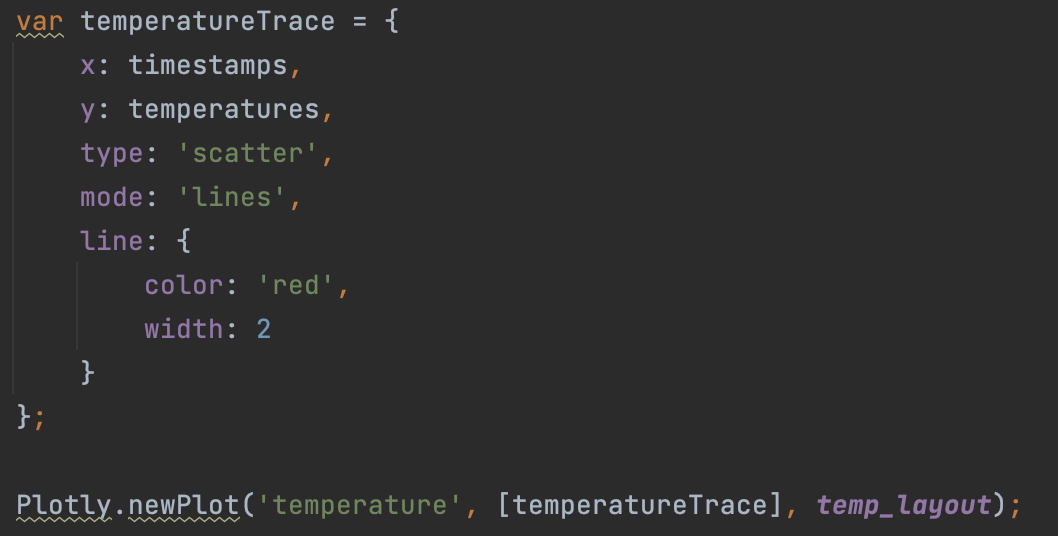 var temperatureTrace = {
    x: timestamps,
    y: temperatures,
    type: 'scatter',
    mode: 'lines',
    line: {
        color: 'red',
        width: 2
    }
};

Plotly.newPlot('temperature', [temperatureTrace], temp_layout);